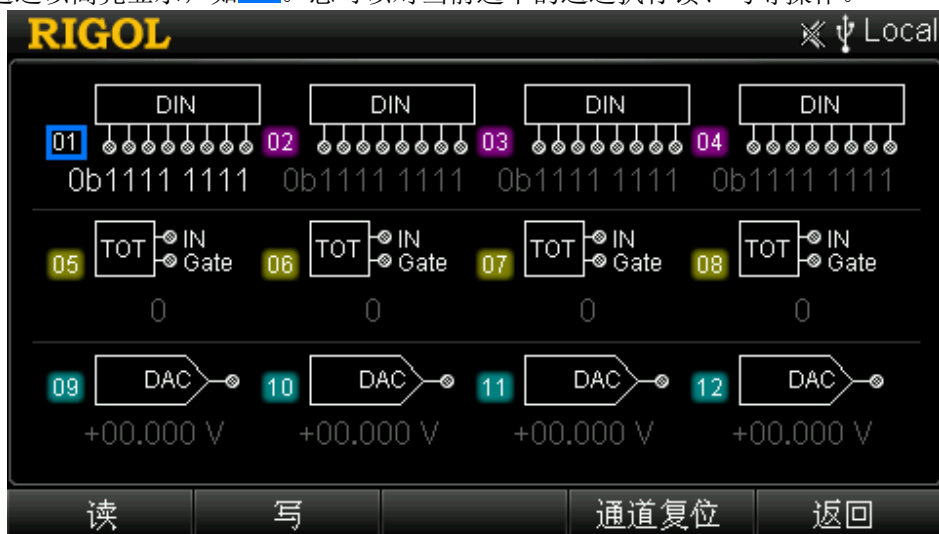 RIGOL Local
DIN DIN DIN DIN
01 02 03 04
0b1111 1111 0b1111 1111 0b1111 1111 0b1111 1111
TOT IN TOT IN TOT IN TOT IN
05 Gate 06 Gate 07 Gate 08 Gate
0 0 0 0
09 DAC 10 DAC 11 DAC 12 DAC
+00.000 V +00.000 V +00.000 V +00.000 V
读 写 通道复位 返回